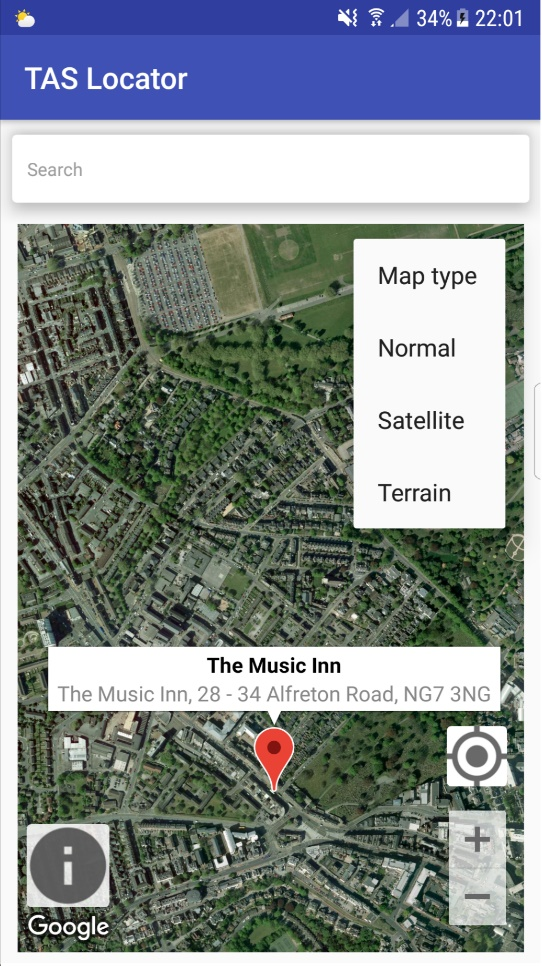 34% 22:01
TAS Locator
Search
Map type
Normal
Satellite
Terrain
The Music Inn
The Music Inn, 28 - 34 Alfreton Road, NG7 3NG
i
+
−
Google